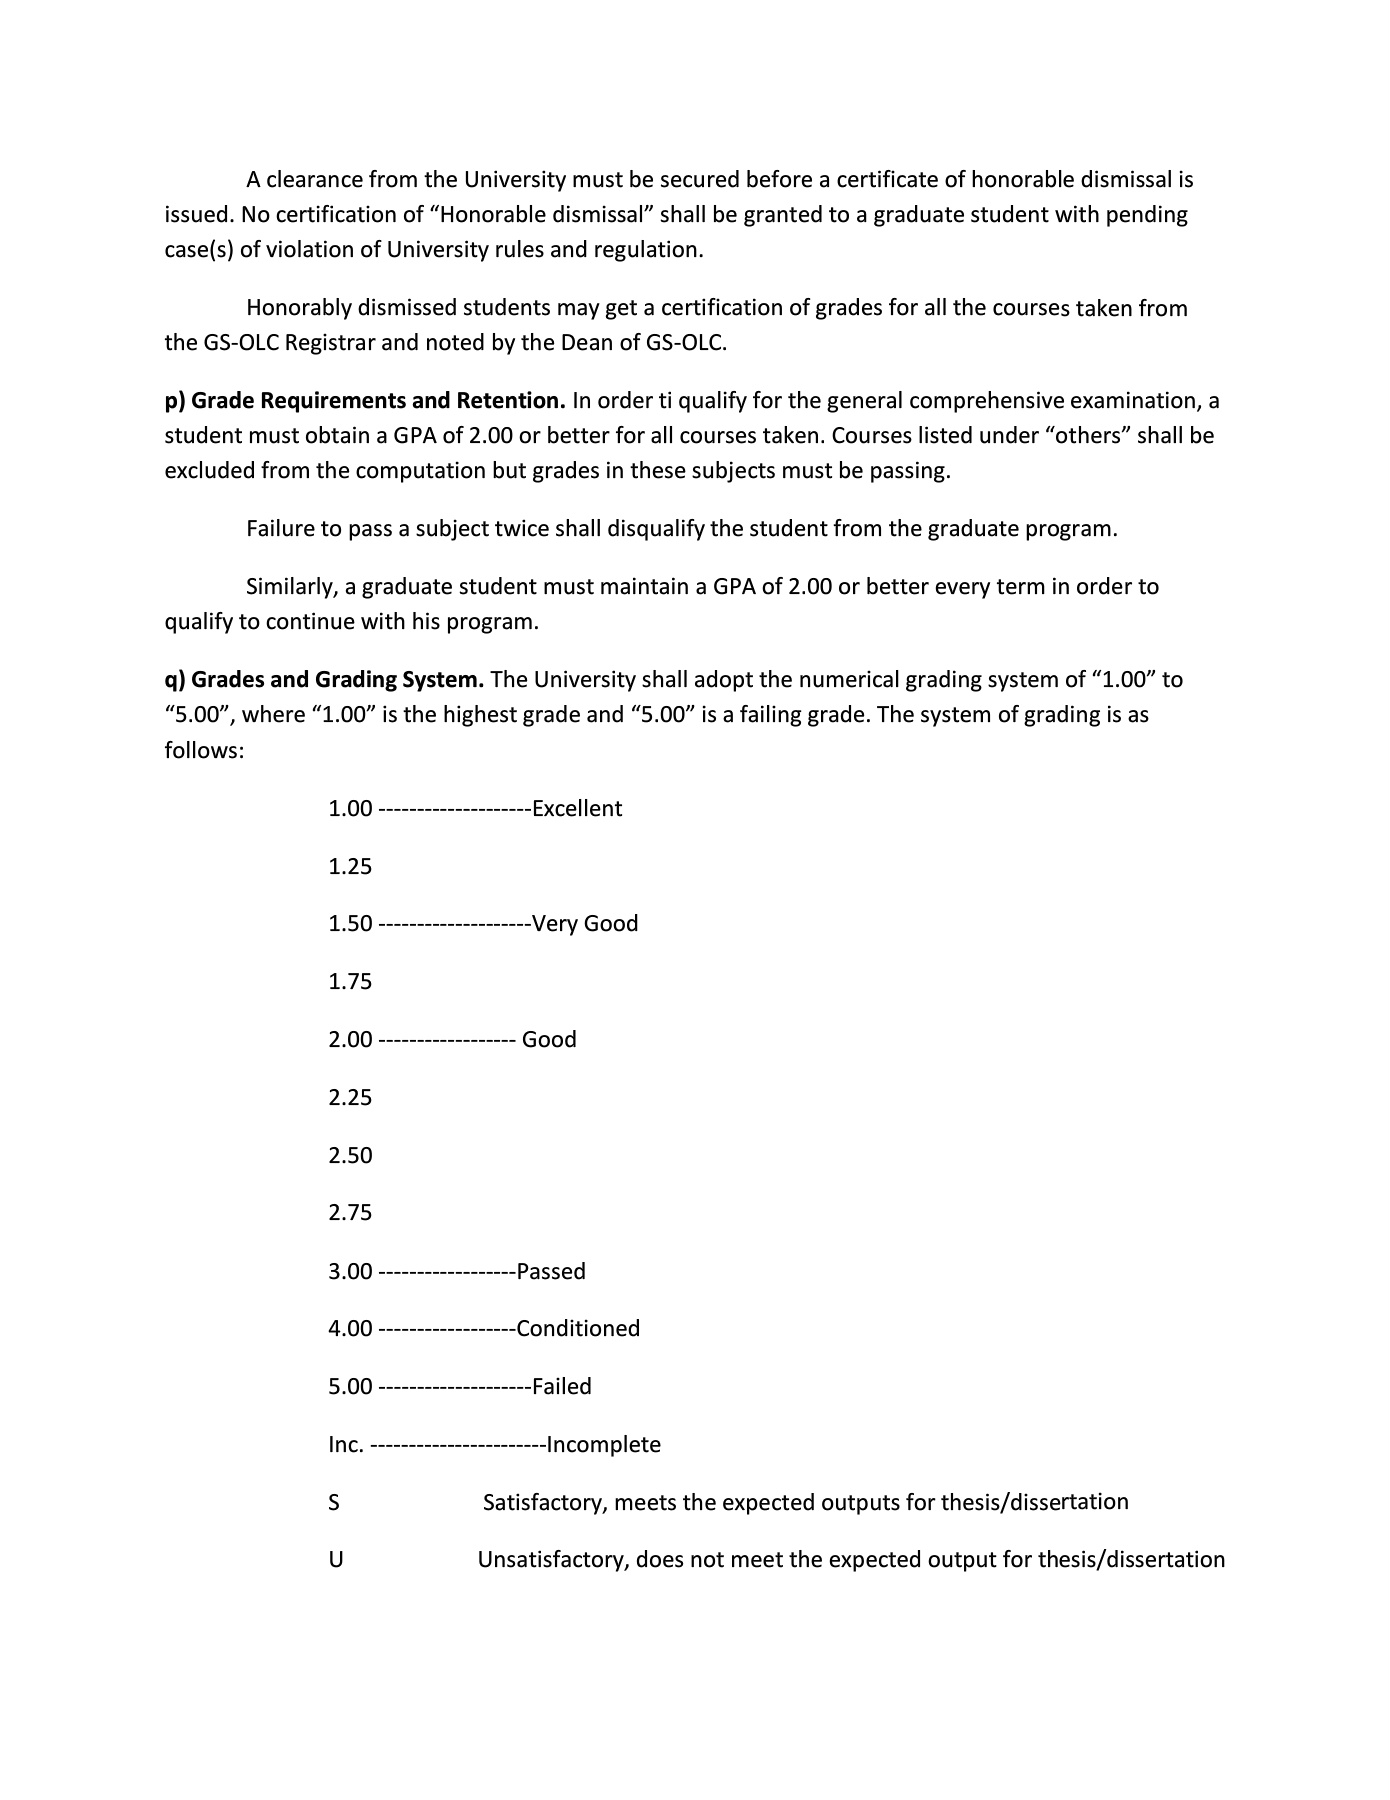 A clearance from the University must be secured before a certificate of honorable dismissal is
issued. No certification of “Honorable dismissal” shall be granted to a graduate student with pending
case(s) of violation of University rules and regulation.
Honorably dismissed students may get a certification of grades for all the courses taken from
the GS-OLC Registrar and noted by the Dean of GS-OLC.
p) Grade Requirements and Retention. In order ti qualify for the general comprehensive examination, a
student must obtain a GPA of 2.00 or better for all courses taken. Courses listed under “others” shall be
excluded from the computation but grades in these subjects must be passing.
Failure to pass a subject twice shall disqualify the student from the graduate program.
Similarly, a graduate student must maintain a GPA of 2.00 or better every term in order to
qualify to continue with his program.
q) Grades and Grading System. The University shall adopt the numerical grading system of “1.00” to
“5.00”, where “1.00” is the highest grade and “5.00” is a failing grade. The system of grading is as
follows:
1.00 --------------------Excellent
1.25
1.50 --------------------Very Good
1.75
2.00 ------------------ Good
2.25
2.50
2.75
3.00 ------------------Passed
4.00 ------------------Conditioned
5.00 --------------------Failed
Inc. -----------------------Incomplete
S Satisfactory, meets the expected outputs for thesis/dissertation
U Unsatisfactory, does not meet the expected output for thesis/dissertation